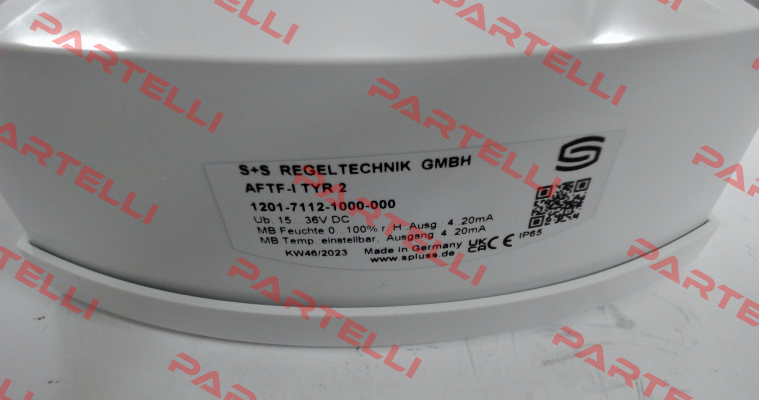 S+S REGELTECHNIK GMBH
AFTF-I TYR 2
1201-7112-1000-000
Ub. 15...36V DC
MB Feuchte 0...100% r. H. Ausg. 4..20mA
MB Temp. einstellbar, Ausgang 4..20mA
IP65
KW46/2023 Made in Germany UK CA CE
www.spluss.de
PARTELLI
PARTELLI
PARTELLI
PARTELLI
PARTELLI
PARTELLI
PARTELLI
PARTELLI
PARTELLI
PARTELLI